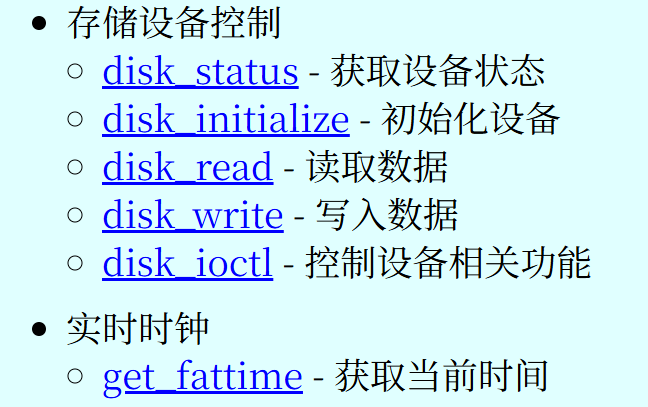 存储设备控制
disk_status - 获取设备状态
disk_initialize - 初始化设备
disk_read - 读取数据
disk_write - 写入数据
disk_ioctl - 控制设备相关功能
实时时钟
get_fattime - 获取当前时间